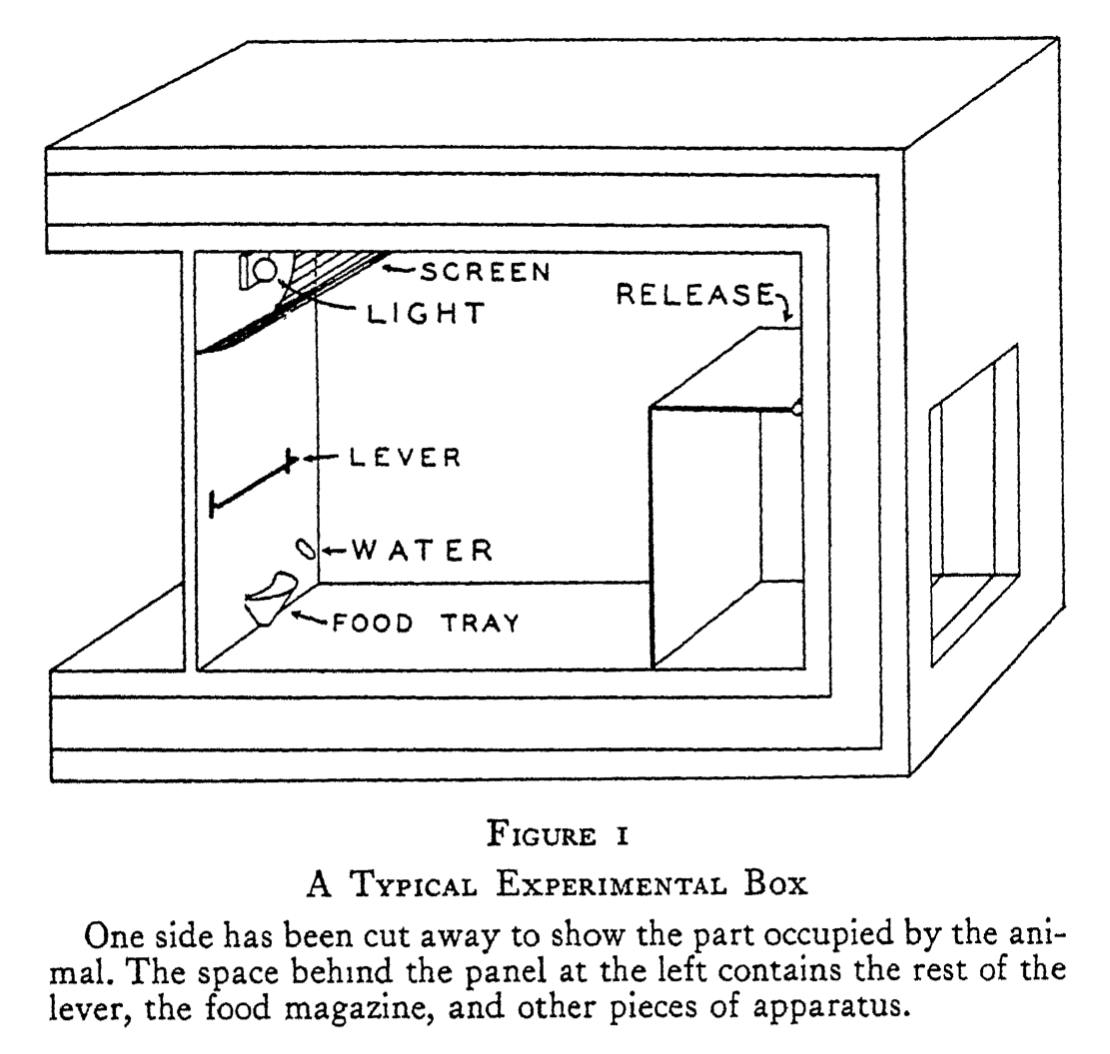 SCREEN
LIGHT
RELEASE
LEVER
WATER
FOOD TRAY
FIGURE I
A TYPICAL EXPERIMENTAL BOX
One side has been cut away to show the part occupied by the ani-
mal. The space behind the panel at the left contains the rest of the
lever, the food magazine, and other pieces of apparatus.